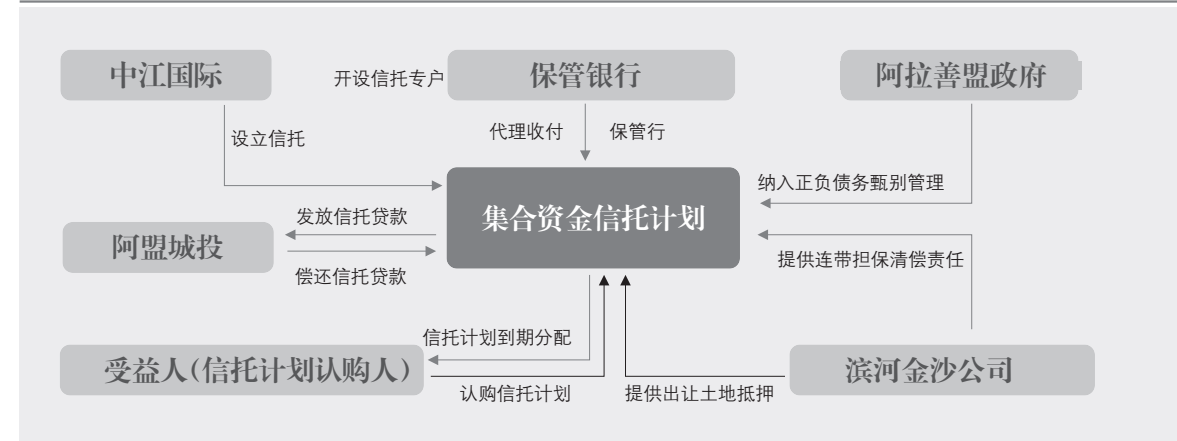 中江国际
开设信托专户
保管银行
阿拉善盟政府
设立信托
代理收付
保管行
纳入正负债务甄别管理
集合资金信托计划
发放信托贷款
阿盟城投
偿还信托贷款
提供连带担保清偿责任
信托计划到期分配
受益人(信托计划认购人)
认购信托计划
提供出让土地抵押
滨河金沙公司